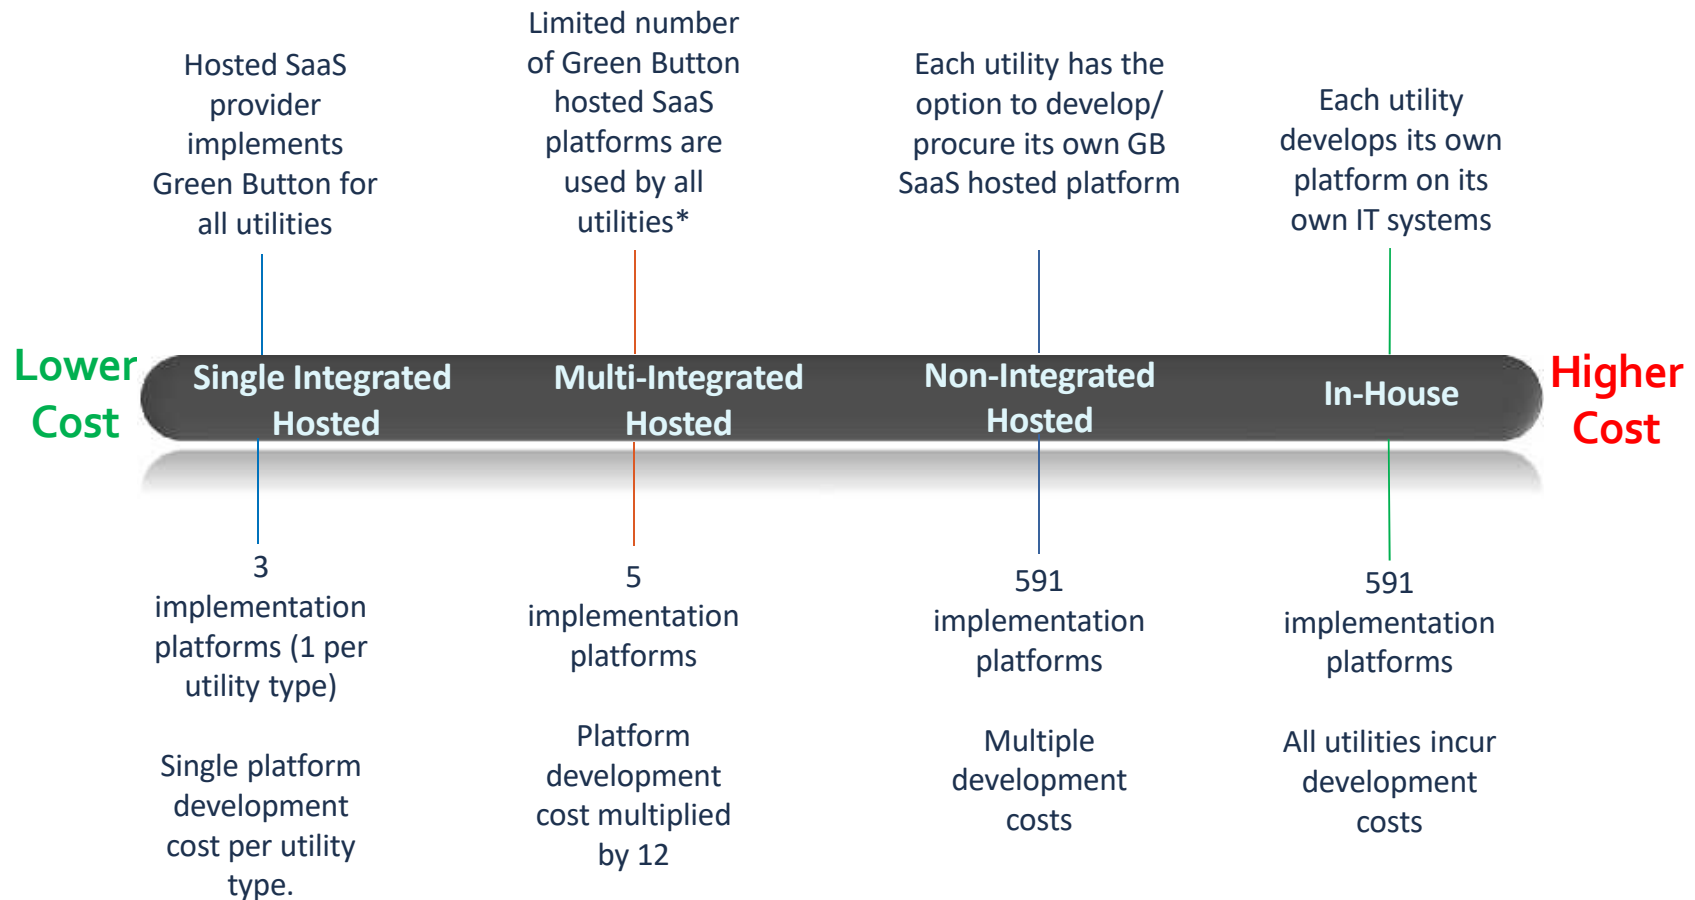 Hosted SaaS
provider
implements
Green Button for
all utilities
Limited number
of Green Button
hosted SaaS
platforms are
used by all
utilities*
Each utility has the
option to develop/
procure its own GB
SaaS hosted platform
Each utility
develops its own
platform on its
own IT systems
Lower
Cost
Single Integrated
Hosted
Multi-Integrated
Hosted
Non-Integrated
Hosted
In-House
Higher
Cost
3
implementation
platforms (1 per
utility type)
Single platform
development
cost per utility
type.
5
implementation
platforms
Platform
development
cost multiplied
by 12
591
implementation
platforms
Multiple
development
costs
591
implementation
platforms
All utilities incur
development
costs